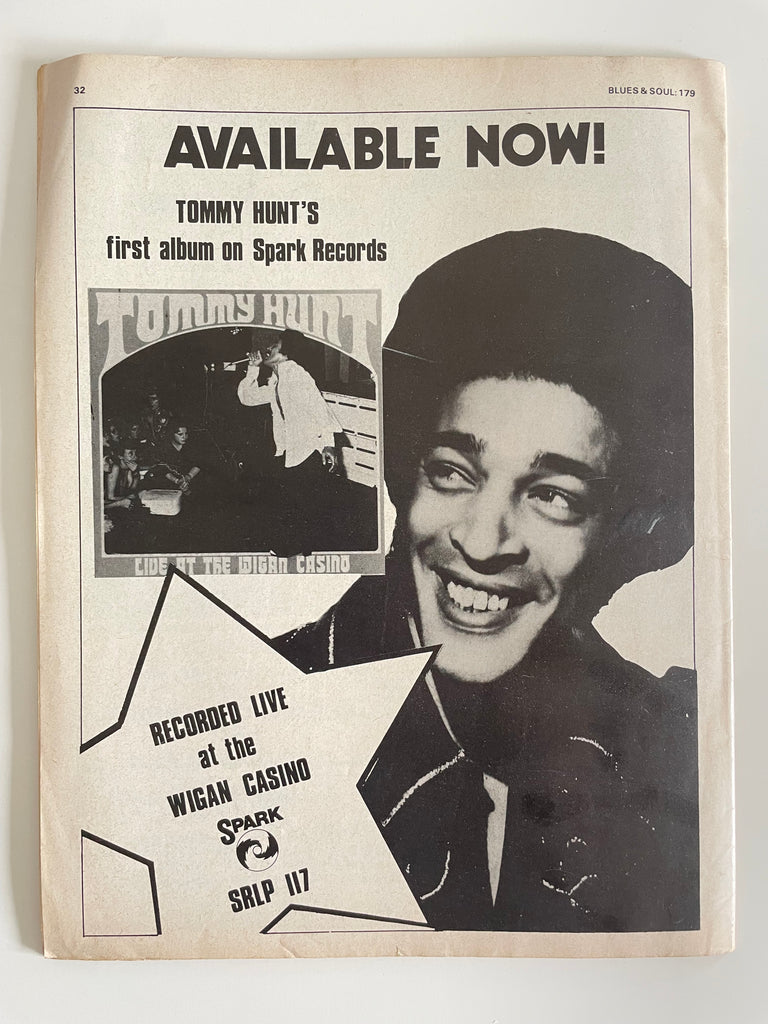 32
BLUES & SOUL: 179
AVAILABLE NOW!
TOMMY HUNT'S
first album on Spark Records
TOMMY HUNT
LIVE AT THE WIGAN CASINO
RECORDED LIVE
at the
WIGAN CASINO
SPARK
SRLP 117